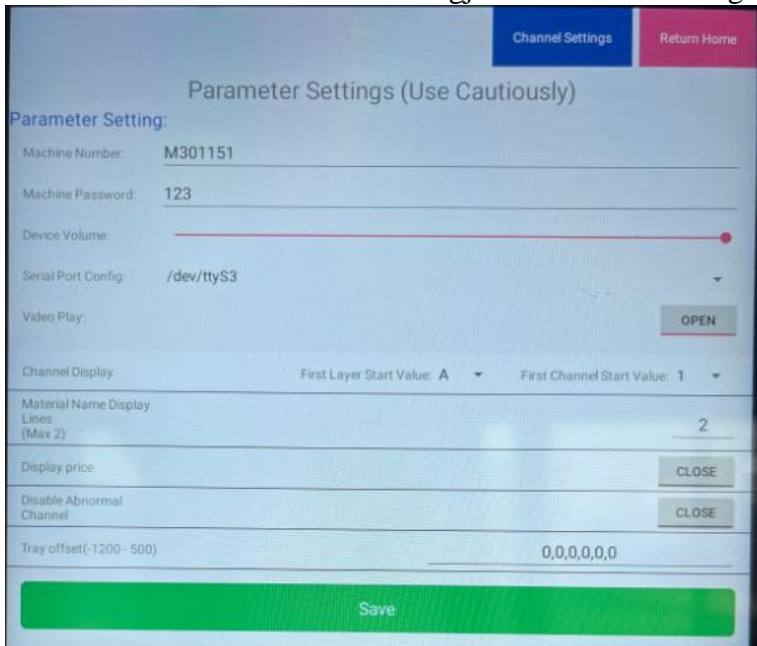 Channel Settings
Return Home
Parameter Settings (Use Cautiously)
Parameter Setting:
Machine Number: M301151
Machine Password: 123
Device Volume:
Serial Port Config: /dev/ttyS3
Video Play: OPEN
Channel Display First Layer Start Value: A First Channel Start Value: 1
Material Name Display
Lines
(Max 2) 2
Display price CLOSE
Disable Abnormal
Channel CLOSE
Tray offset(-1200 - 500) 0,0,0,0,0,0
Save